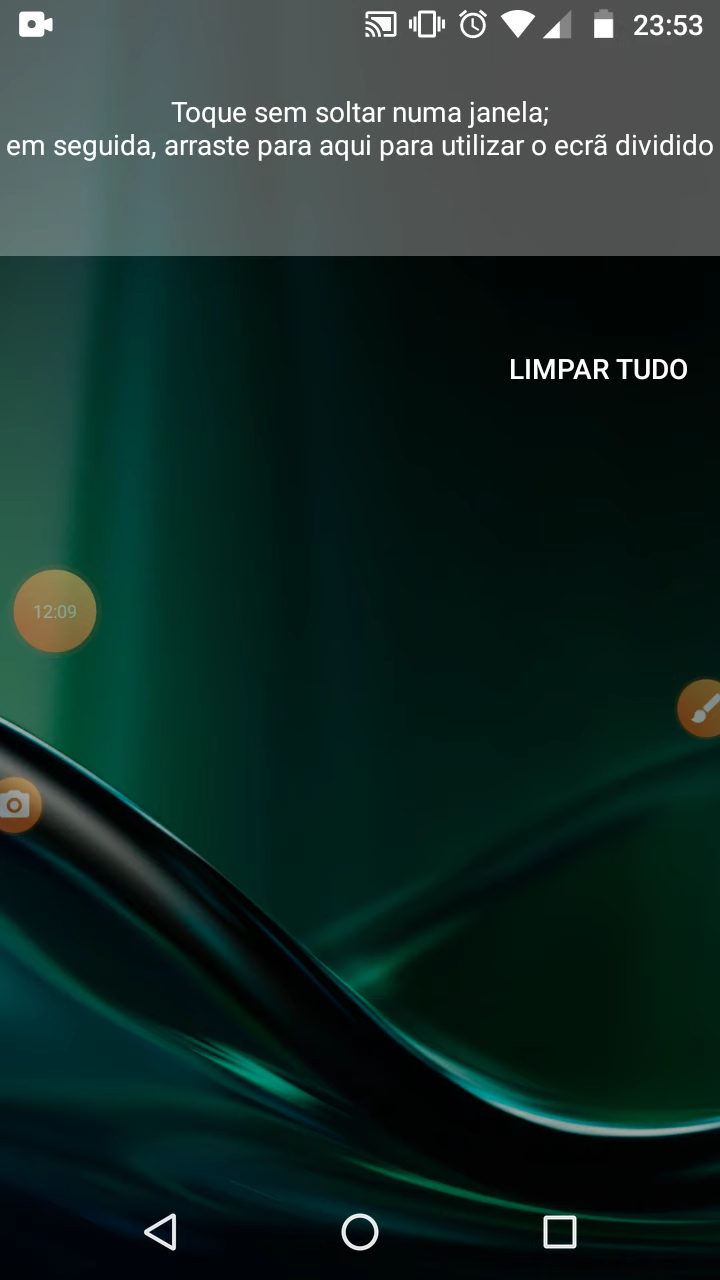 23:53
Toque sem soltar numa janela;
em seguida, arraste para aqui para utilizar o ecrã dividido
LIMPAR TUDO
12:09